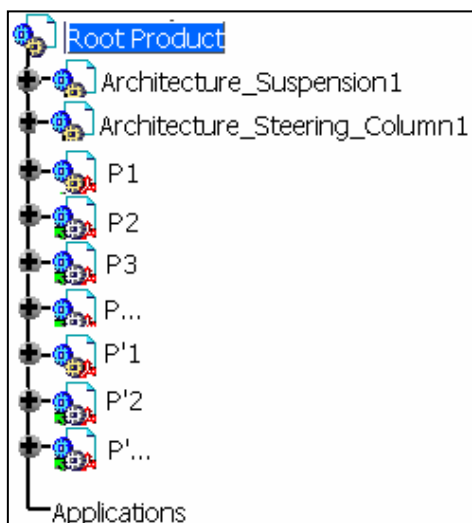 Root Product
Architecture_Suspension1
Architecture_Steering_Column1
P1
P2
P3
P...
P'1
P'2
P'...
Applications